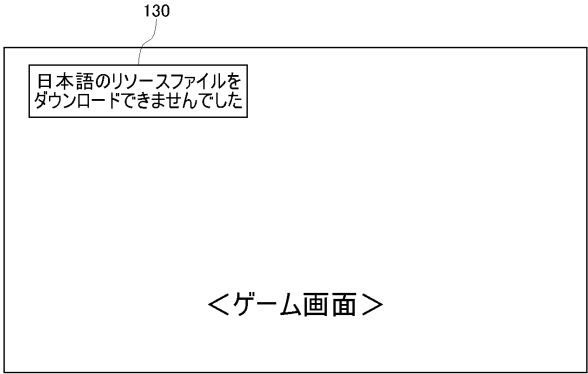 130
日本語のリソースファイルを
ダウンロードできませんでした
＜ゲーム画面＞